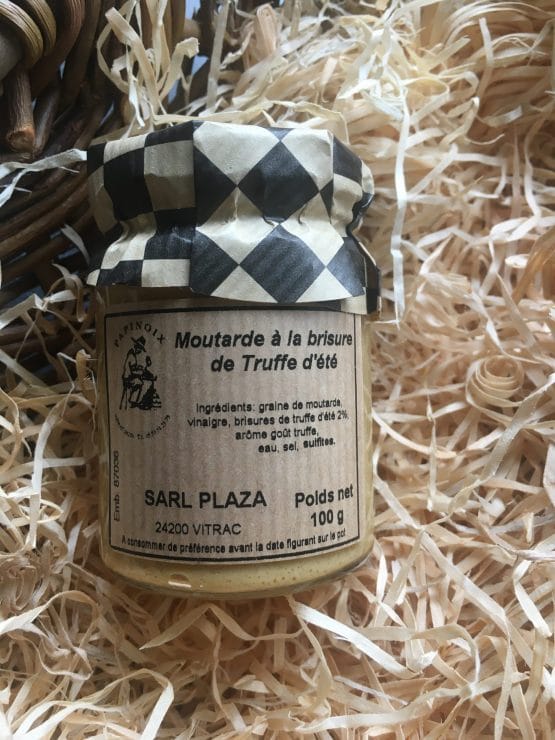 PAPINOIX
Moutarde à la brisure
de Truffe d'été
Ingrédients: graine de moutarde,
vinaigre, brisures de truffe d'été 2%,
arôme goût truffe,
eau, sel, sulfites.
Emb 87036
SARL PLAZA
Poids net
100 g
24200 VITRAC
A consommer de préférence avant la date figurant sur le pot